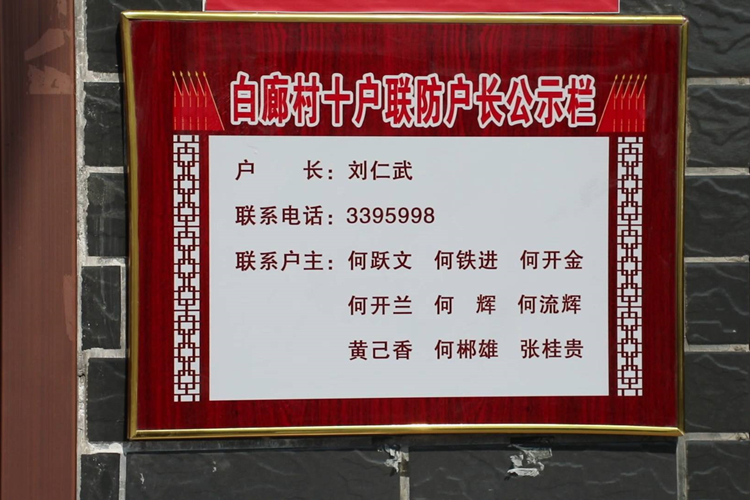 白廊村十户联防户长公示栏
户 长：刘仁武
联系电话：3395998
联系户主：何跃文 何铁进 何开金
何开兰 何 辉 何流辉
黄己香 何郴雄 张桂贵